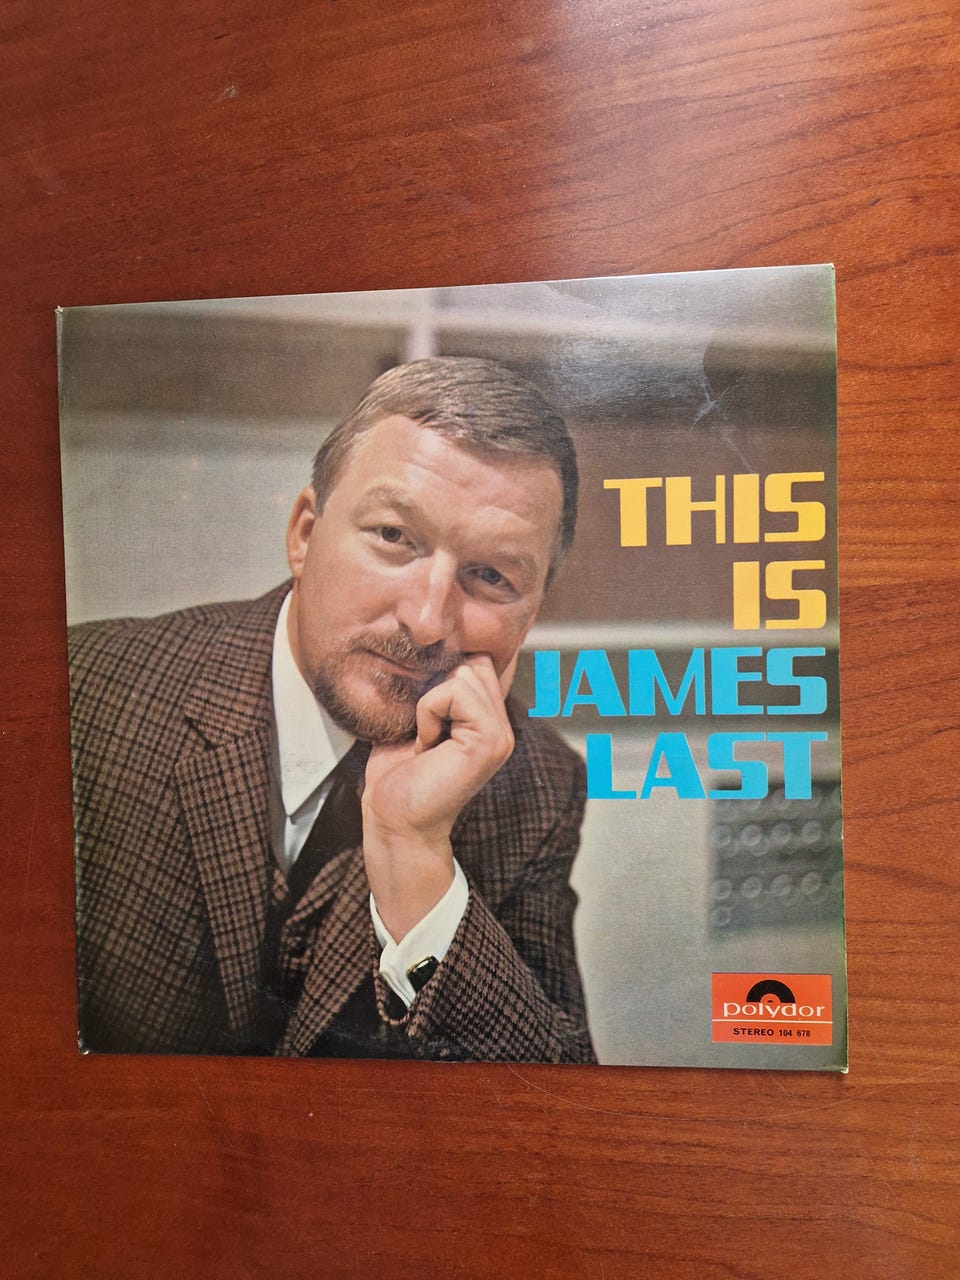 THIS
IS
JAMES
LAST
polydor
STEREO 104 678